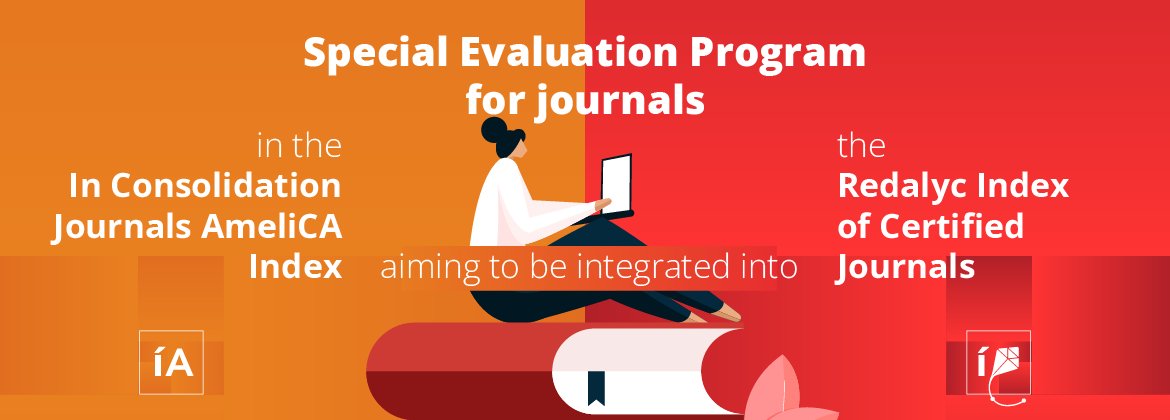 Special Evaluation Program
for journals
in the
In Consolidation
Journals AmeliCA
Index
aiming to be integrated into
the
Redalyc Index
of Certified
Journals
íA
í